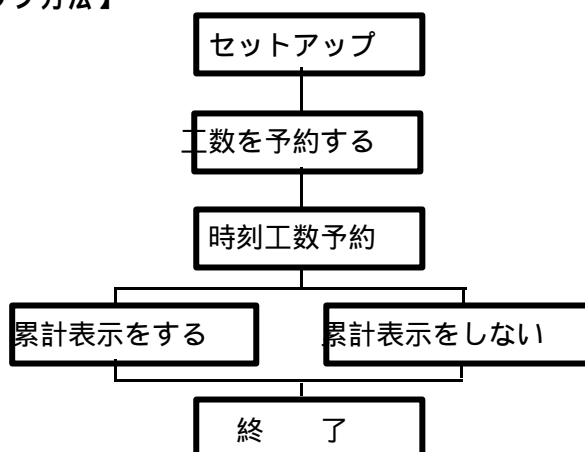 方法】
セットアップ
工数を予約する
時刻工数予約
累計表示をする
累計表示をしない
終　　了